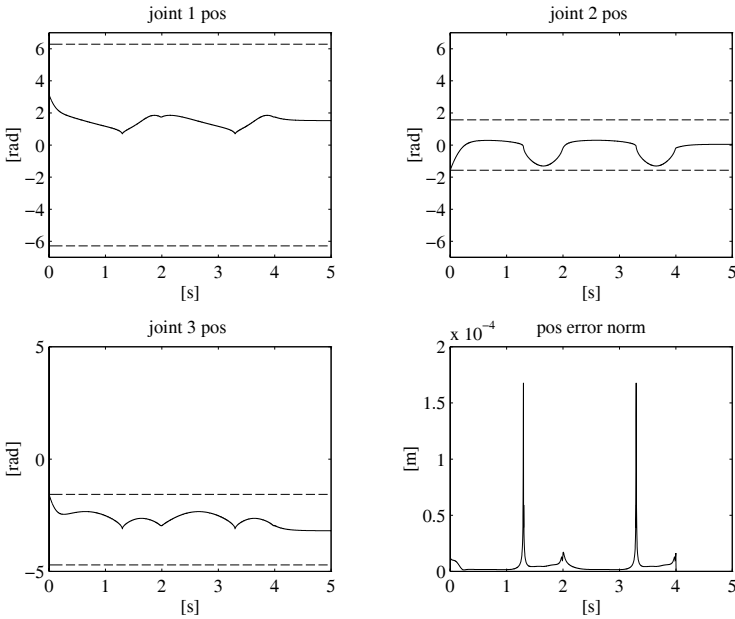 joint 1 pos
6
4
2
0
−2
−4
−6
[rad]
0 1 2 3 4 5
[s]
joint 2 pos
6
4
2
0
−2
−4
−6
[rad]
0 1 2 3 4 5
[s]
joint 3 pos
5
0
−5
[rad]
0 1 2 3 4 5
[s]
x 10⁻⁴ pos error norm
2
1.5
1
0.5
0
[m]
0 1 2 3 4 5
[s]